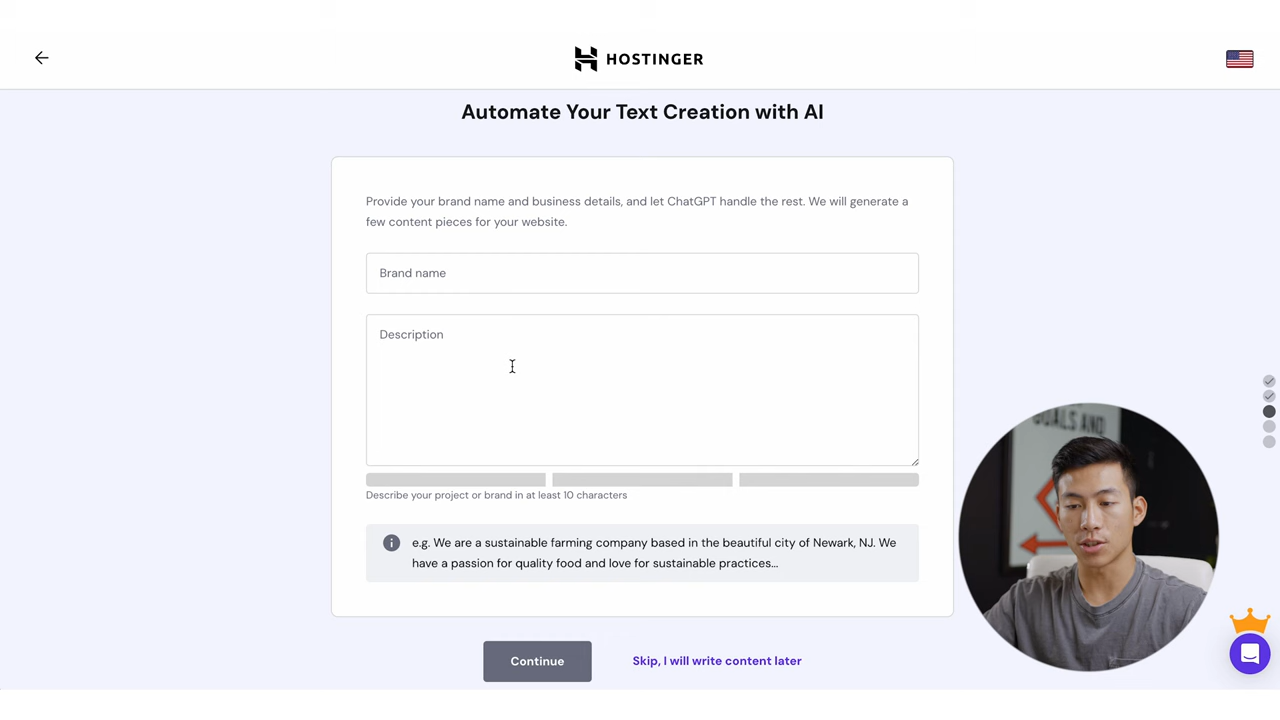 HOSTINGER
Automate Your Text Creation with AI
Provide your brand name and business details, and let ChatGPT handle the rest. We will generate a
few content pieces for your website.
Brand name
Description
Describe your project or brand in at least 10 characters
e.g. We are a sustainable farming company based in the beautiful city of Newark, NJ. We
have a passion for quality food and love for sustainable practices...
Continue
Skip, I will write content later
GOALS AND